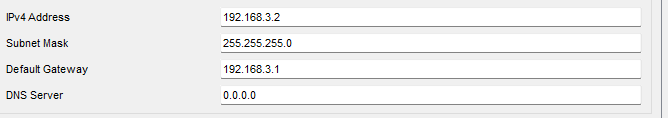 IPv4 Address 192.168.3.2
Subnet Mask 255.255.255.0
Default Gateway 192.168.3.1
DNS Server 0.0.0.0